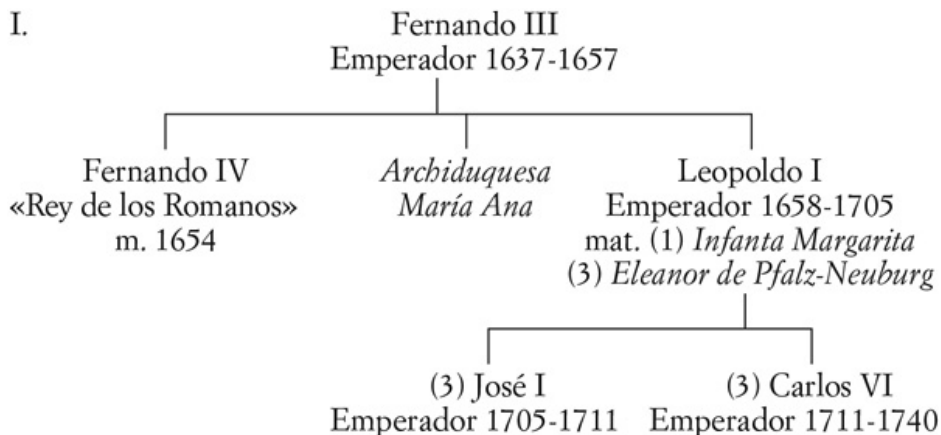 I.
Fernando III
Emperador 1637-1657
Fernando IV
«Rey de los Romanos»
m. 1654
Archiduquesa
María Ana
Leopoldo I
Emperador 1658-1705
mat. (1) Infanta Margarita
(3) Eleanor de Pfalz-Neuburg
(3) José I
Emperador 1705-1711
(3) Carlos VI
Emperador 1711-1740